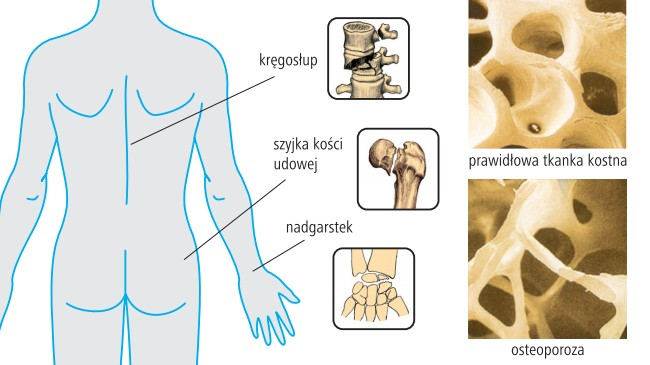 kręgosłup
szyjka kości
udowej
nadgarstek
prawidłowa tkanka kostna
osteoporoza